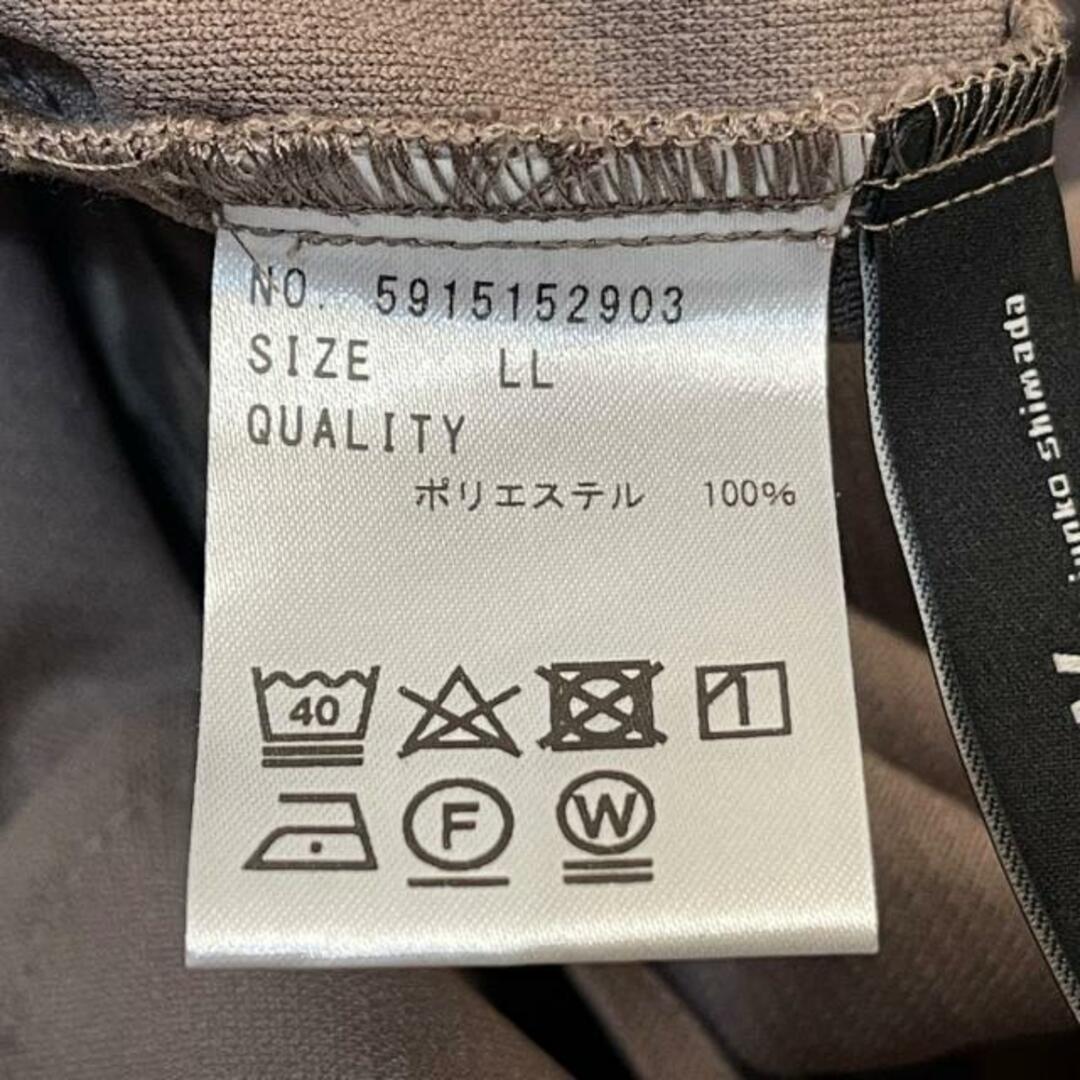 NO. 5915152903
SIZE LL
QUALITY
ポリエステル 100%
40
F
W
junko shimada